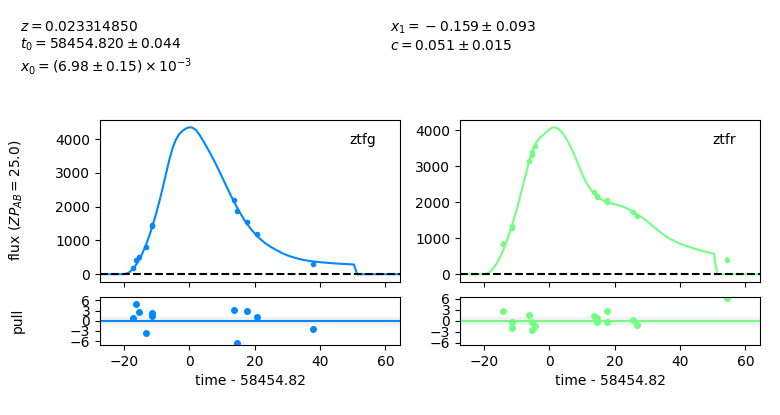 z = 0.023314850
t₀ = 58454.820 ± 0.044
x₀ = (6.98 ± 0.15) × 10⁻³
x₁ = −0.159 ± 0.093
c = 0.051 ± 0.015
flux (ZP_AB = 25.0)
4000
3000
2000
1000
0
ztfg
4000
3000
2000
1000
0
ztfr
pull
6
3
0
−3
−6
−20
0
20
40
60
time - 58454.82
6
3
0
−3
−6
−20
0
20
40
60
time - 58454.82